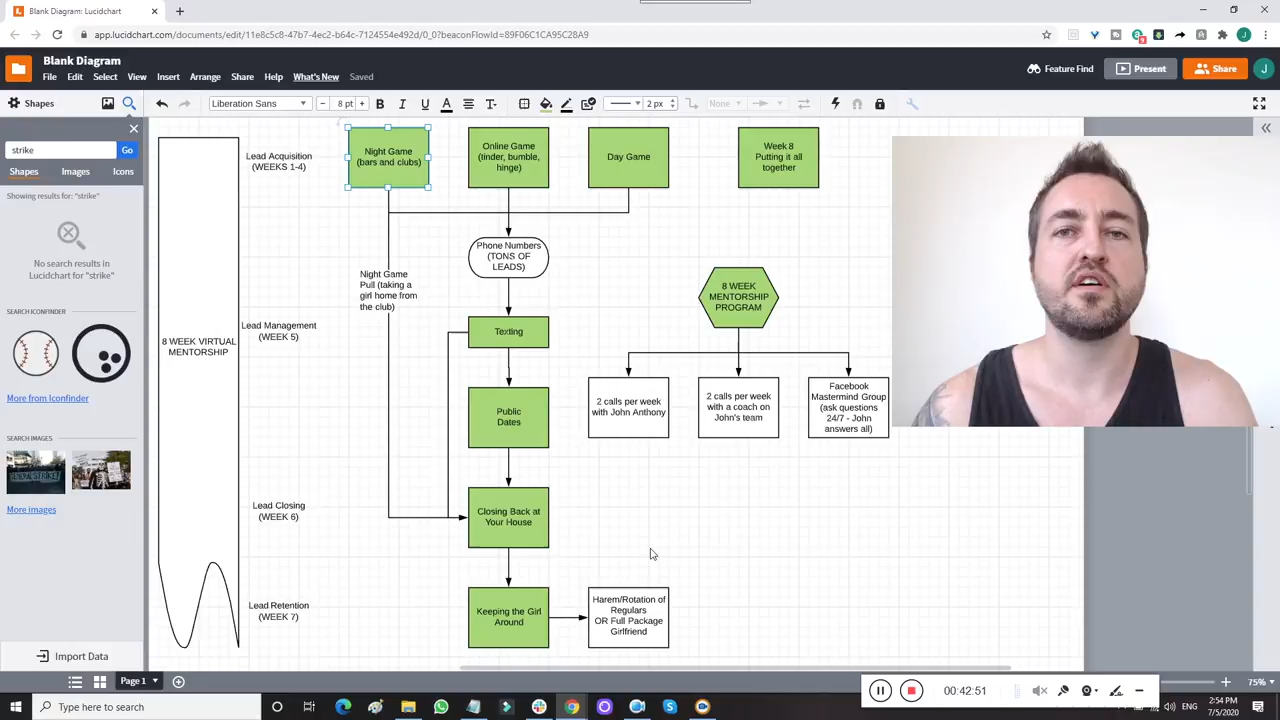 Blank Diagram: Lucidchart
app.lucidchart.com/documents/edit/11e8c5c8-47b7-4ec2-b64c-7124554e492d/0_0?beaconFlowId=89F06C1CA95C28A9
Blank Diagram
File Edit Select View Insert Arrange Share Help What's New Saved
Feature Find
Present
Share
J
Shapes
Liberation Sans
8 pt
B I U A T
2 px
None
strike
Go
Shapes Images Icons
Showing results for: "strike"
No search results in
Lucidchart for "strike"
SEARCH ICONFINDER
More from Iconfinder
SEARCH IMAGES
More images
Import Data
8 WEEK VIRTUAL
MENTORSHIP
Lead Acquisition
(WEEKS 1-4)
Night Game
(bars and clubs)
Online Game
(tinder, bumble,
hinge)
Day Game
Week 8
Putting it all
together
Phone Numbers
(TONS OF
LEADS)
Night Game
Pull (taking a
girl home from
the club)
8 WEEK
MENTORSHIP
PROGRAM
Lead Management
(WEEK 5)
Texting
2 calls per week
with John Anthony
2 calls per week
with a coach on
John's team
Facebook
Mastermind Group
(ask questions
24/7 - John
answers all)
Public
Dates
Lead Closing
(WEEK 6)
Closing Back at
Your House
Lead Retention
(WEEK 7)
Keeping the Girl
Around
Harem/Rotation of
Regulars
OR Full Package
Girlfriend
Page 1
75%
00:42:51
Type here to search
2:54 PM
7/5/2020